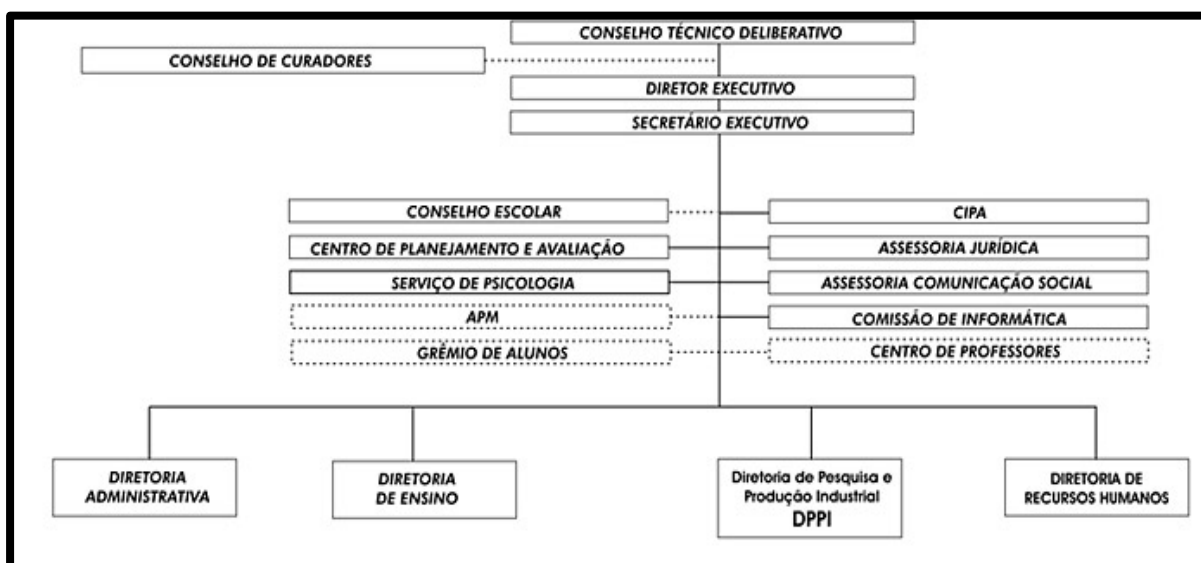 CONSELHO TÉCNICO DELIBERATIVO
CONSELHO DE CURADORES
DIRETOR EXECUTIVO
SECRETÁRIO EXECUTIVO
CONSELHO ESCOLAR
CIPA
CENTRO DE PLANEJAMENTO E AVALIAÇÃO
ASSESSORIA JURÍDICA
SERVIÇO DE PSICOLOGIA
ASSESSORIA COMUNICAÇÃO SOCIAL
APM
COMISSÃO DE INFORMÁTICA
GRÊMIO DE ALUNOS
CENTRO DE PROFESSORES
DIRETORIA
ADMINISTRATIVA
DIRETORIA
DE ENSINO
Diretoria de Pesquisa e
Produção Industrial
DPPI
DIRETORIA DE
RECURSOS HUMANOS